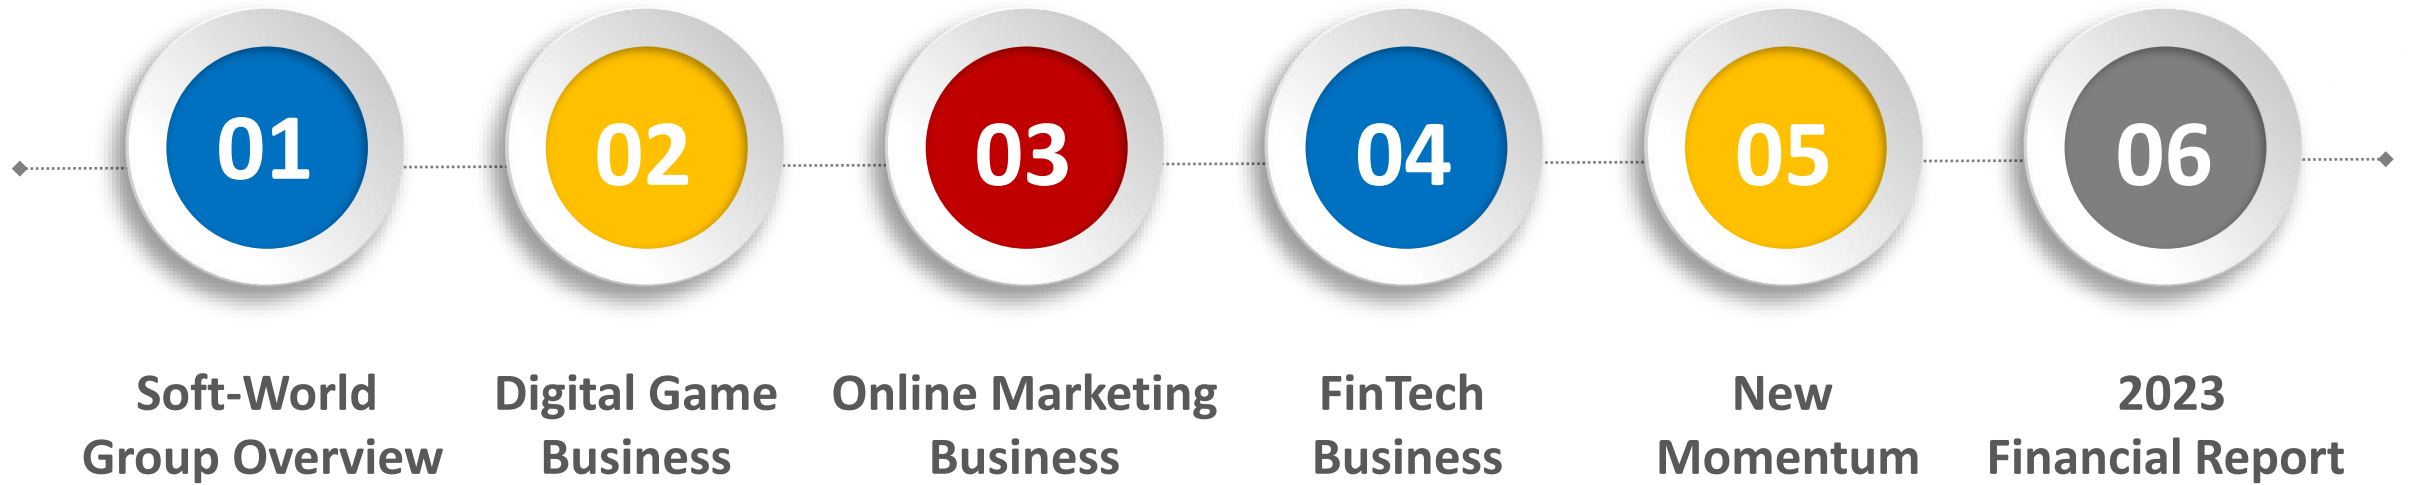 01
02
03
04
05
06
Soft-World
Group Overview
Digital Game
Business
Online Marketing
Business
FinTech
Business
New
Momentum
2023
Financial Report